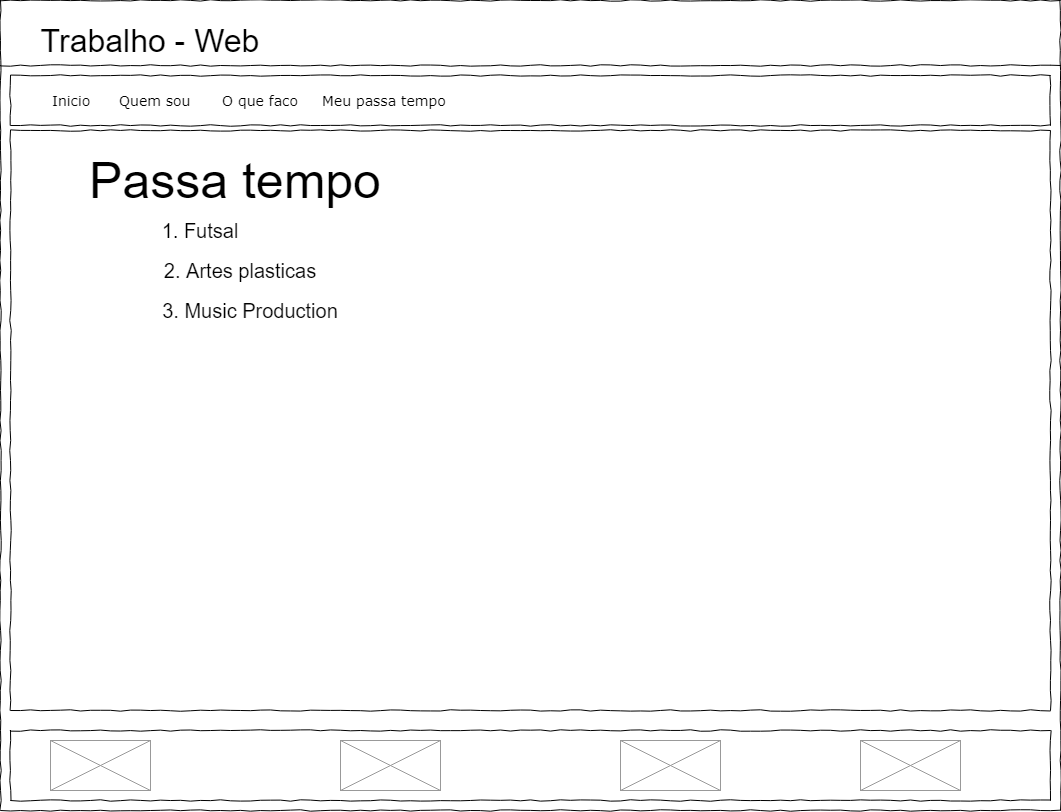 Trabalho - Web
Inicio Quem sou O que faco Meu passa tempo
Passa tempo
1. Futsal
2. Artes plasticas
3. Music Production